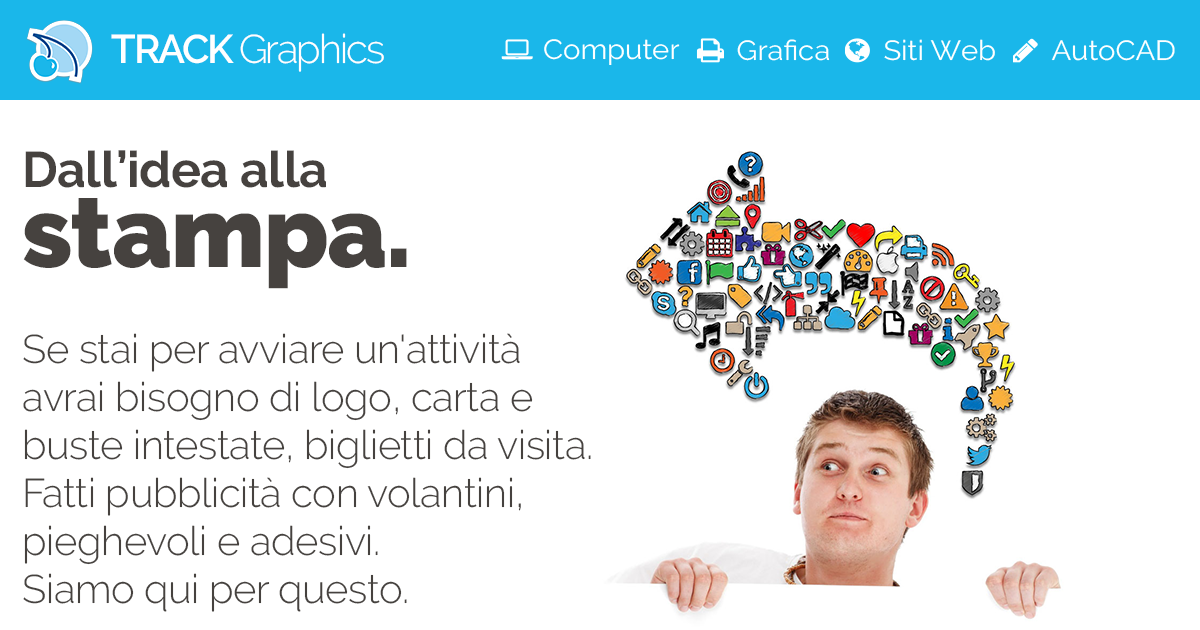 TRACK Graphics
Computer
Grafica
Siti Web
AutoCAD
Dall’idea alla
stampa.
Se stai per avviare un'attività
avrai bisogno di logo, carta e
buste intestate, biglietti da visita.
Fatti pubblicità con volantini,
pieghevoli e adesivi.
Siamo qui per questo.